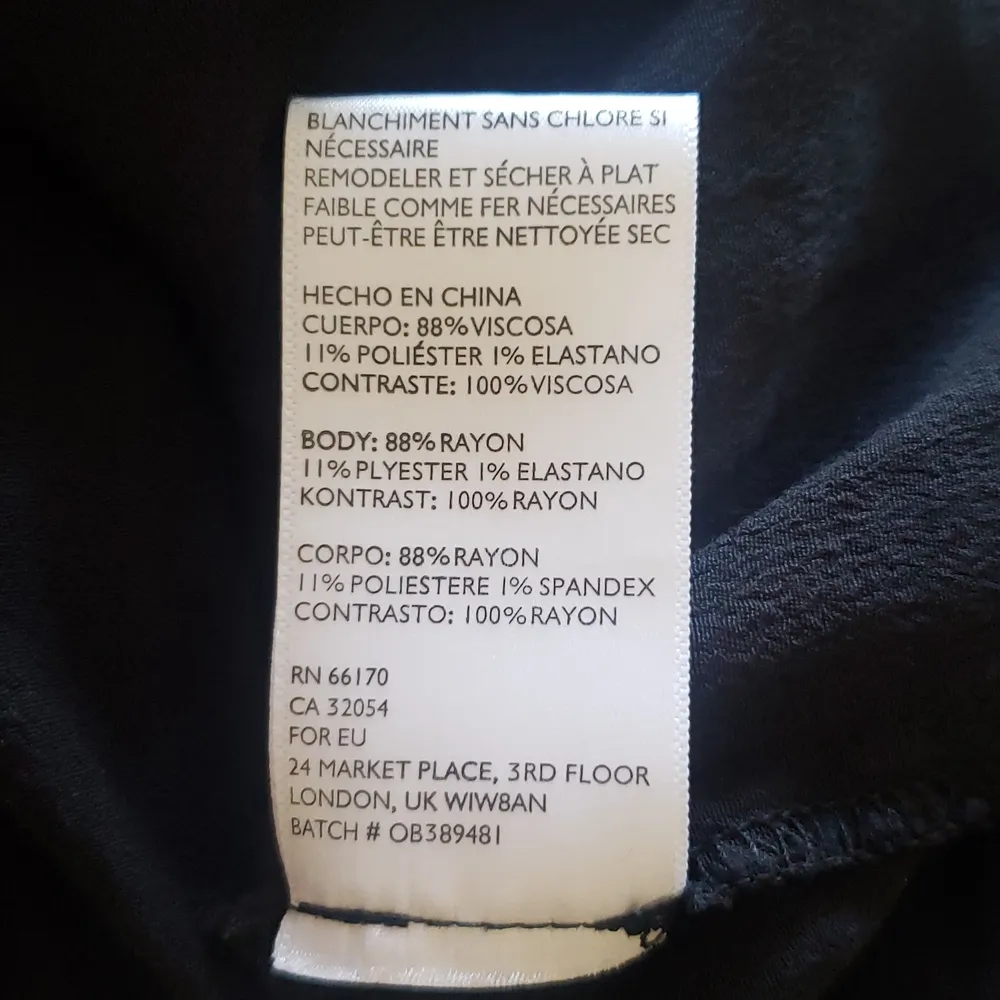 BLANCHIMENT SANS CHLORE SI
NÉCESSAIRE
REMODELER ET SÉCHER À PLAT
FAIBLE COMME FER NÉCESSAIRES
PEUT-ÊTRE ÊTRE NETTOYÉE SEC
HECHO EN CHINA
CUERPO: 88% VISCOSA
11% POLIÉSTER 1% ELASTANO
CONTRASTE: 100% VISCOSA
BODY: 88% RAYON
11% PLYESTER 1% ELASTANO
KONTRAST: 100% RAYON
CORPO: 88% RAYON
11% POLIESTERE 1% SPANDEX
CONTRASTO: 100% RAYON
RN 66170
CA 32054
FOR EU
24 MARKET PLACE, 3RD FLOOR
LONDON, UK WIW8AN
BATCH # OB389481